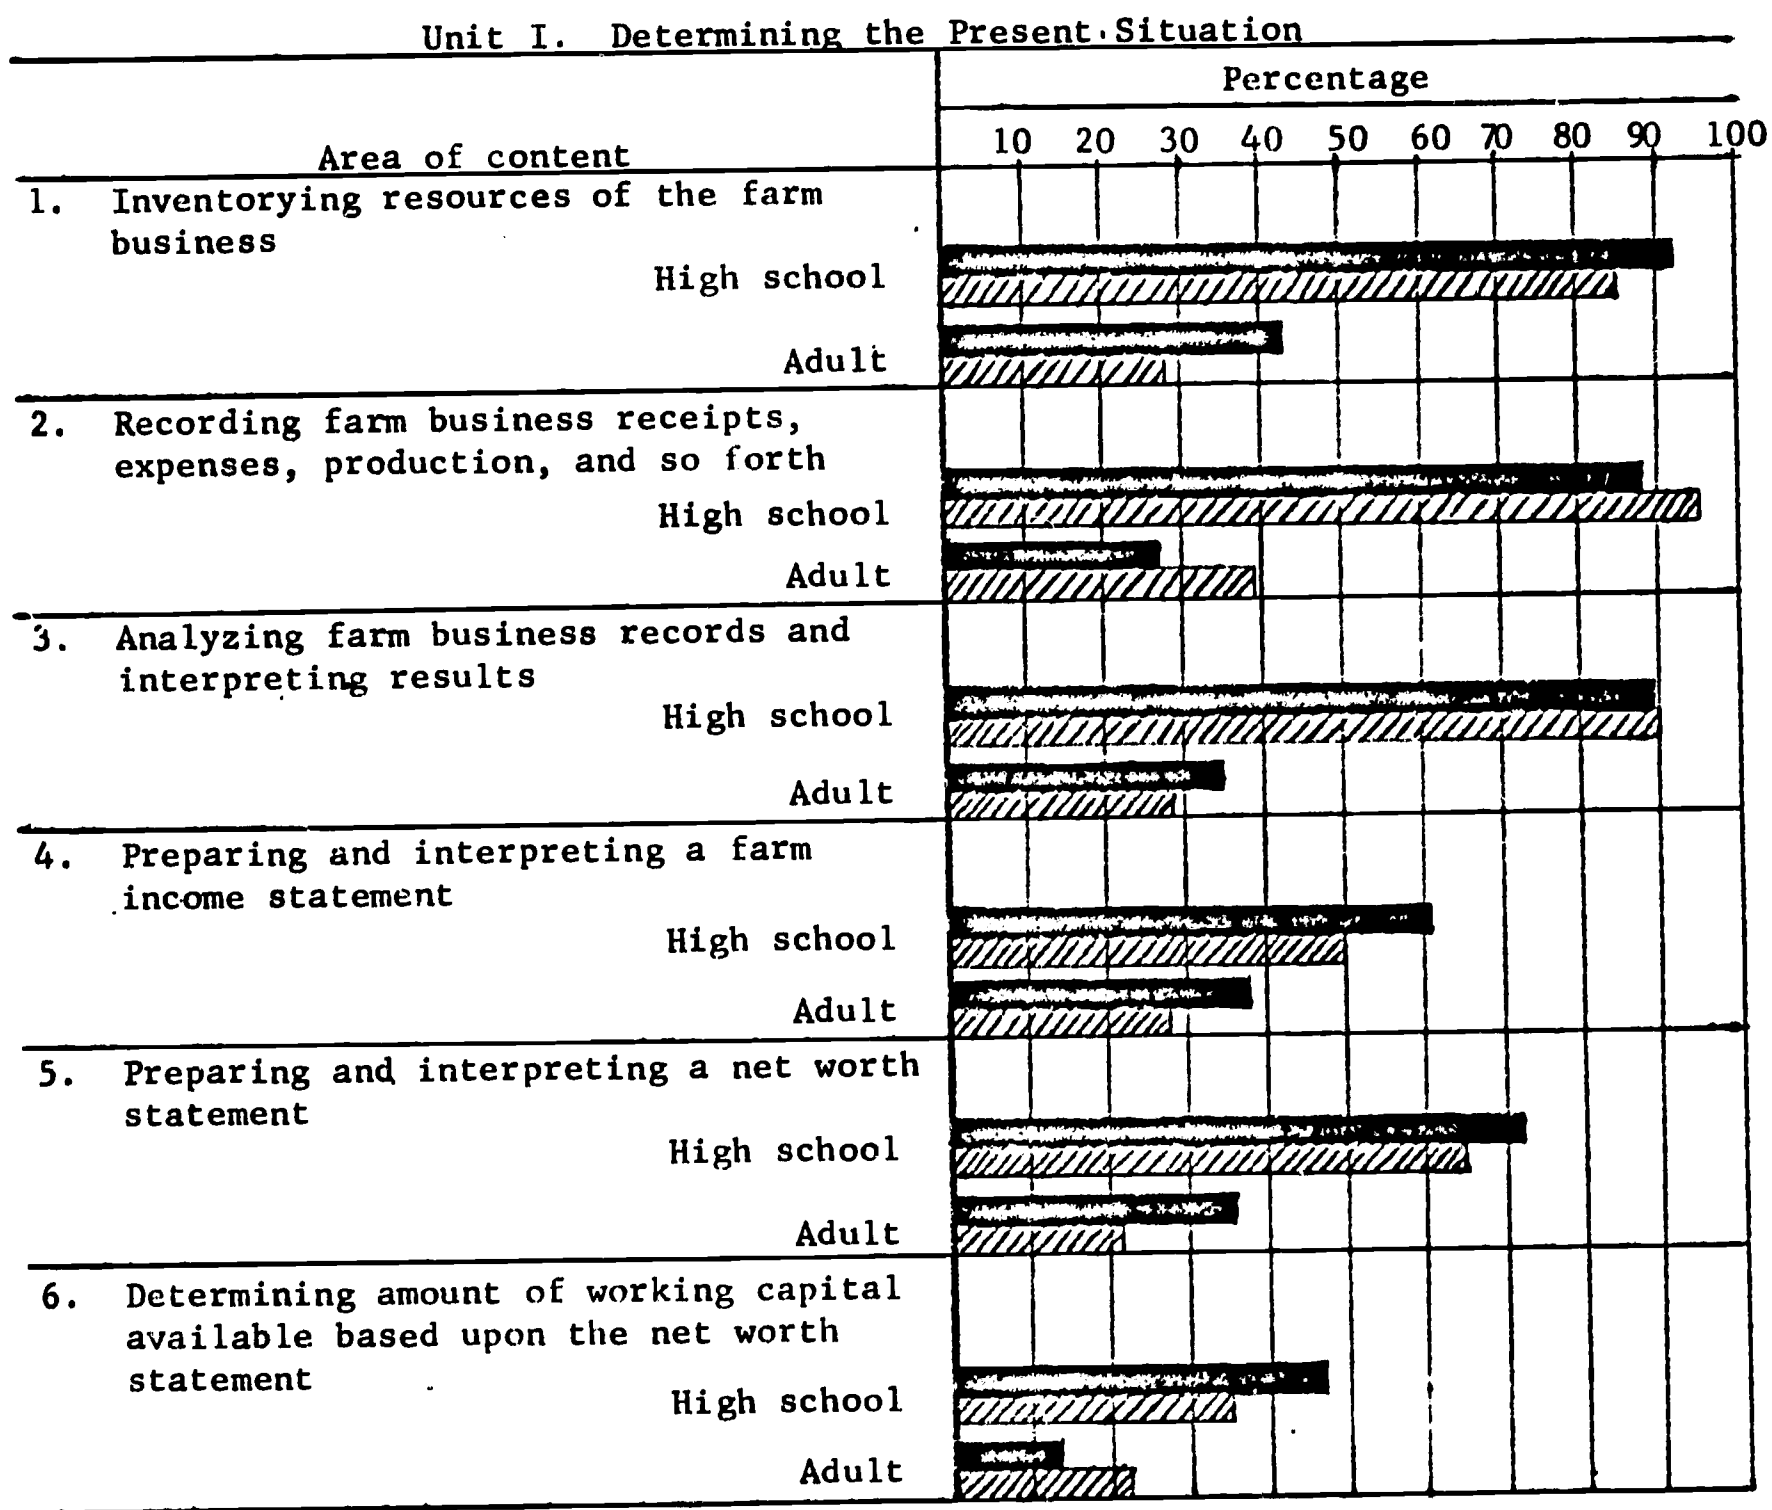 Unit I. Determining the Present Situation
Percentage
Area of content
10 20 30 40 50 60 70 80 90 100
1. Inventorying resources of the farm
business
High school
Adult
2. Recording farm business receipts,
expenses, production, and so forth
High school
Adult
3. Analyzing farm business records and
interpreting results
High school
Adult
4. Preparing and interpreting a farm
income statement
High school
Adult
5. Preparing and interpreting a net worth
statement
High school
Adult
6. Determining amount of working capital
available based upon the net worth
statement
High school
Adult